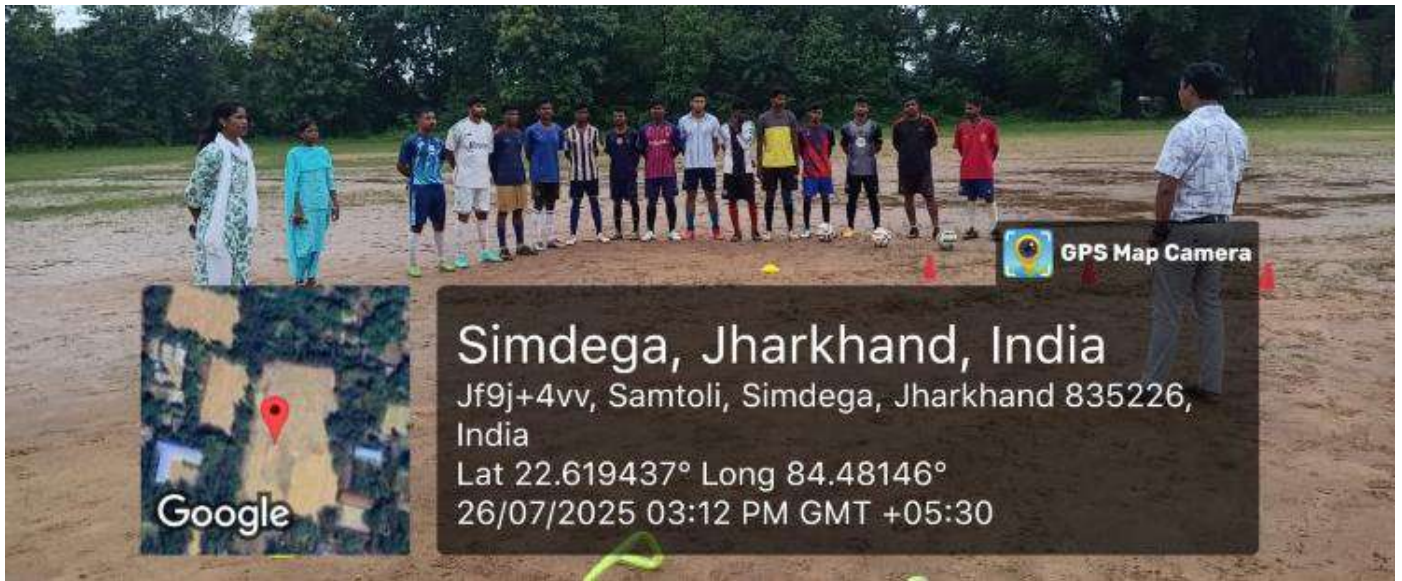 GPS Map Camera
Simdega, Jharkhand, India
Jf9j+4vv, Samtoli, Simdega, Jharkhand 835226,
India
Lat 22.619437° Long 84.48146°
26/07/2025 03:12 PM GMT +05:30
Google